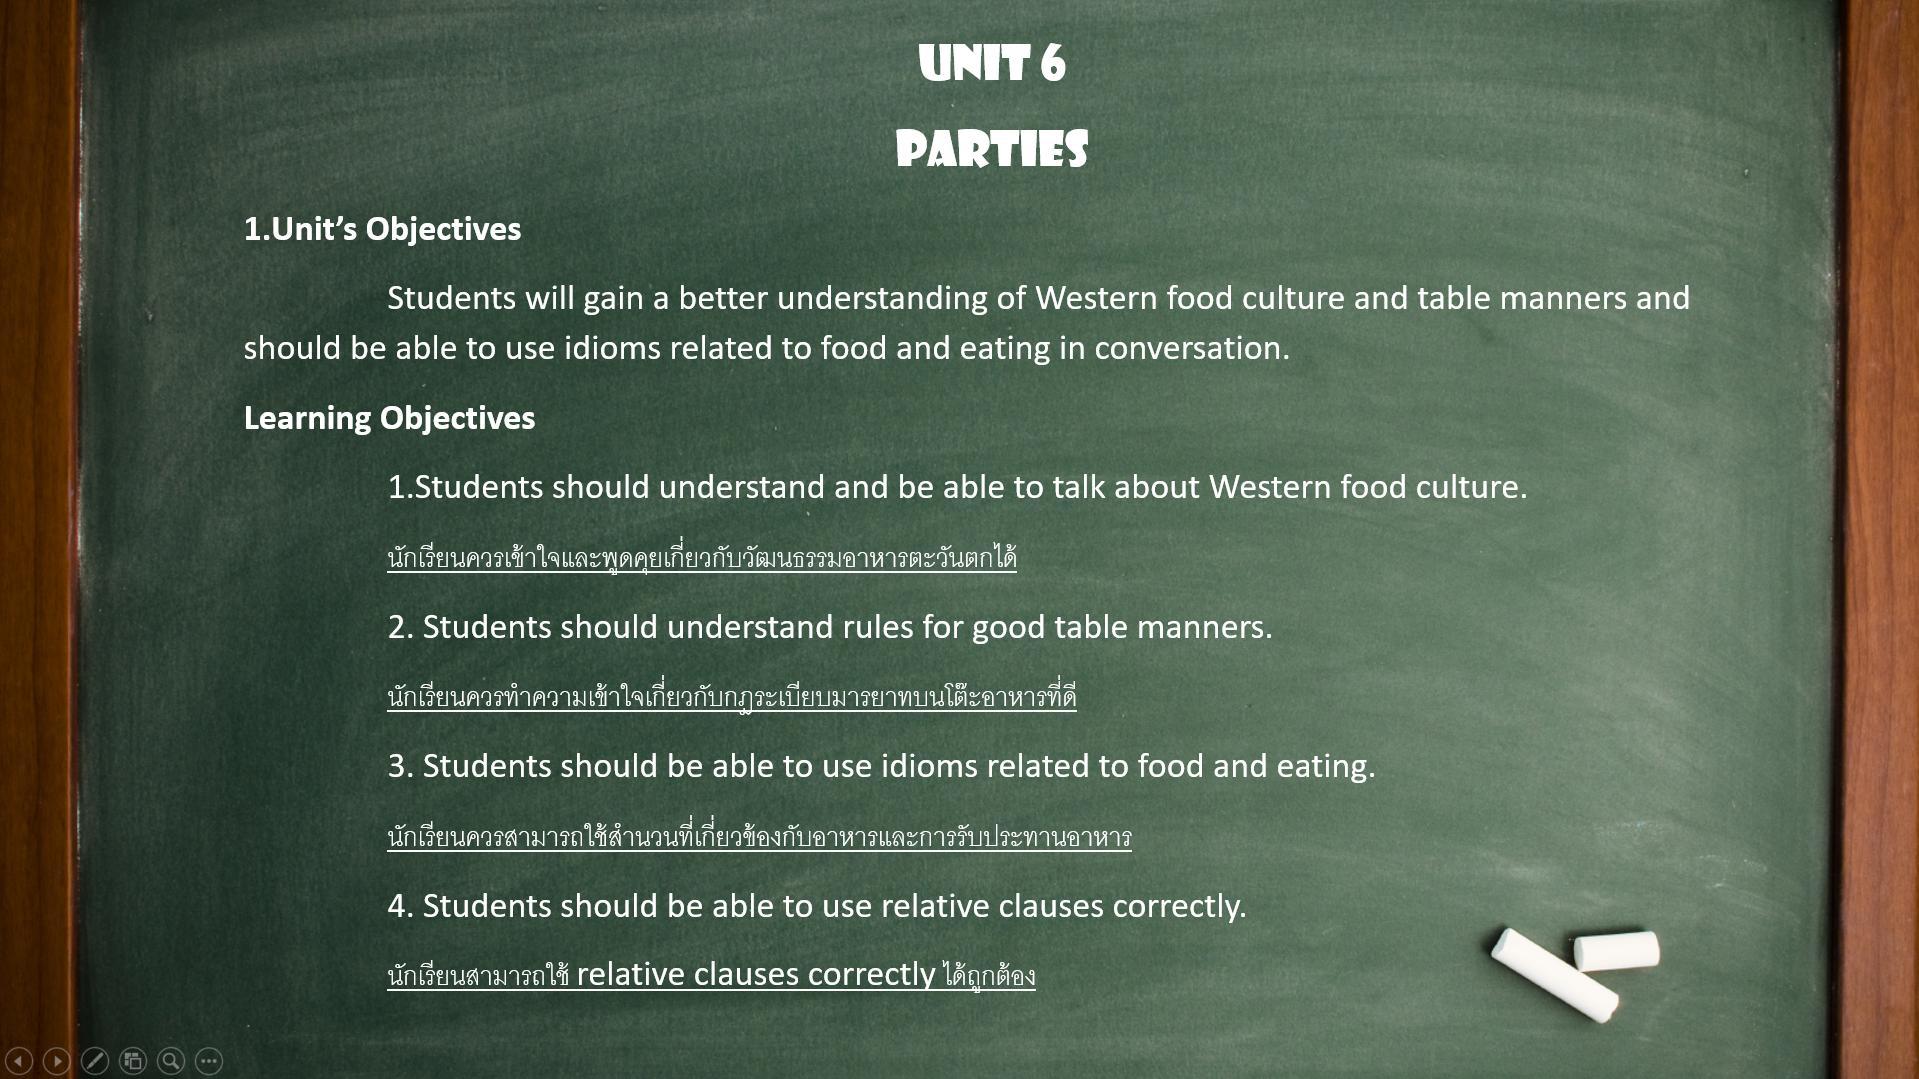 UNIT 6
PARTIES
1.Unit’s Objectives
Students will gain a better understanding of Western food culture and table manners and
should be able to use idioms related to food and eating in conversation.
Learning Objectives
1.Students should understand and be able to talk about Western food culture.
นักเรียนควรเข้าใจและพูดคุยเกี่ยวกับวัฒนธรรมอาหารตะวันตกได้
2. Students should understand rules for good table manners.
นักเรียนควรทำความเข้าใจเกี่ยวกับกฎระเบียบมารยาทบนโต๊ะอาหารที่ดี
3. Students should be able to use idioms related to food and eating.
นักเรียนควรสามารถใช้สำนวนที่เกี่ยวข้องกับอาหารและการรับประทานอาหาร
4. Students should be able to use relative clauses correctly.
นักเรียนสามารถใช้ relative clauses correctly ได้ถูกต้อง